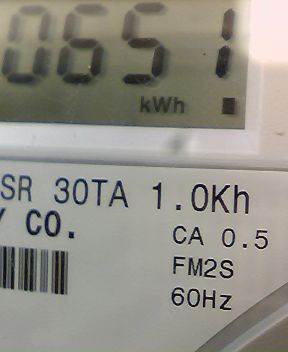 0651
kWh
SR 30TA 1.0Kh
Y CO.
CA 0.5
FM2S
60Hz